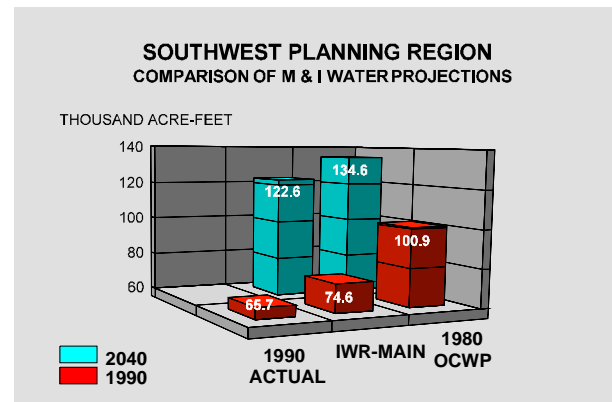 SOUTHWEST PLANNING REGION
COMPARISON OF M & I WATER PROJECTIONS
THOUSAND ACRE-FEET
140
120
100
80
60
122.6
134.6
100.9
65.7
74.6
2040
1990
1990
ACTUAL
IWR-MAIN
1980
OCWP